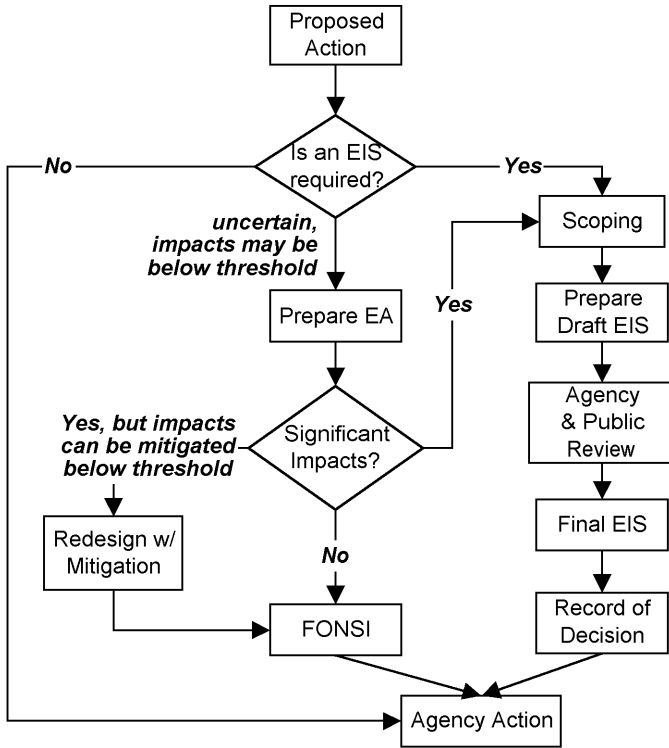 Proposed
Action
Is an EIS
required?
No
Yes
uncertain,
impacts may be
below threshold
Scoping
Prepare EA
Yes
Prepare
Draft EIS
Agency
& Public
Review
Significant
Impacts?
Yes, but impacts
can be mitigated
below threshold
Final EIS
Redesign w/
Mitigation
No
FONSI
Record of
Decision
Agency Action